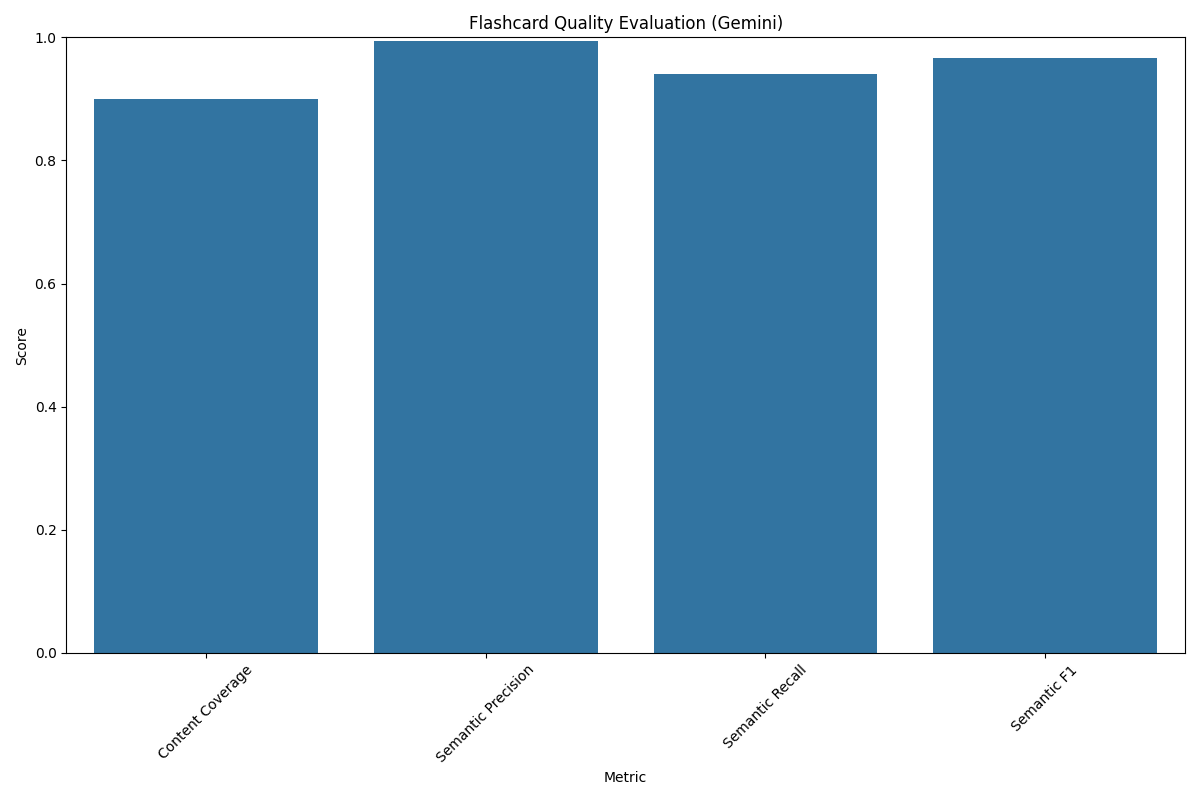 Flashcard Quality Evaluation (Gemini)
1.0
0.8
0.6
0.4
0.2
0.0
Score
Content Coverage
Semantic Precision
Semantic Recall
Semantic F1
Metric